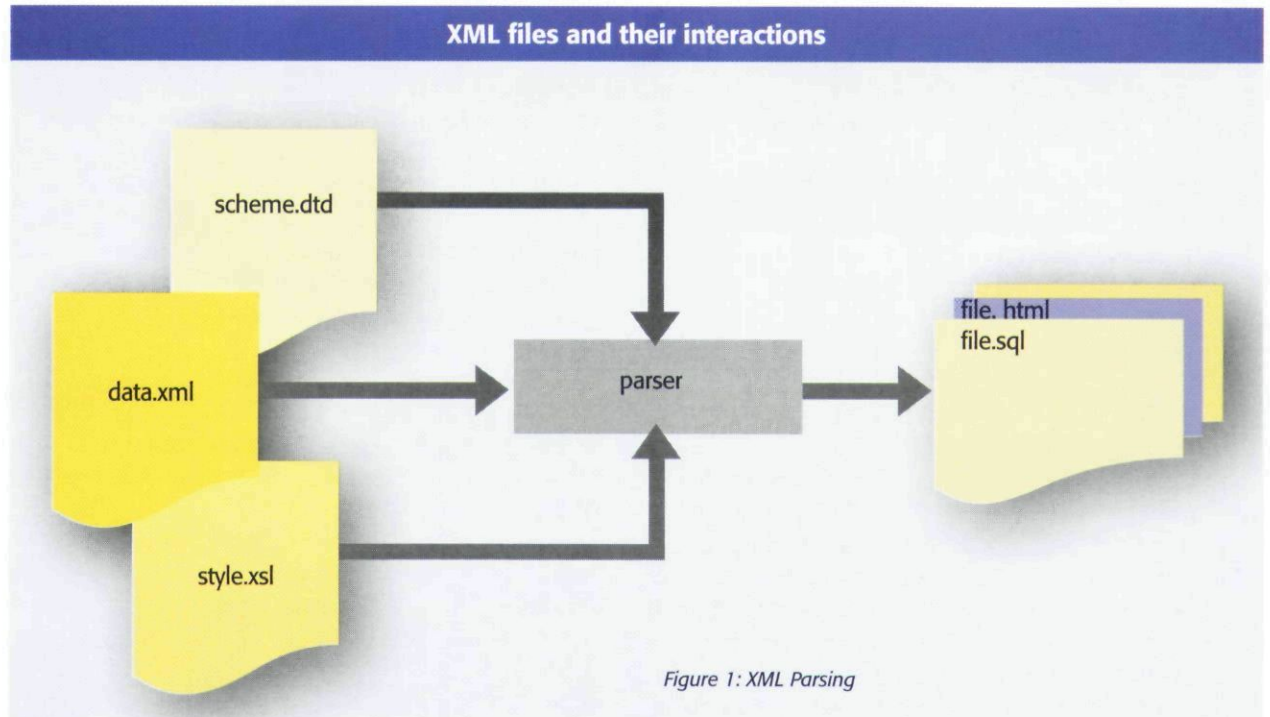 XML files and their interactions
scheme.dtd
data.xml
style.xsl
parser
file. html
file.sql
Figure 1: XML Parsing